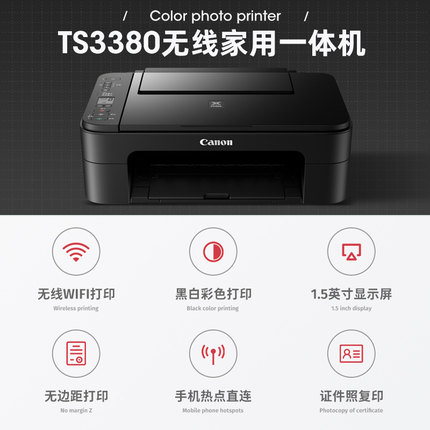 Color photo printer
TS3380无线家用一体机
Canon
无线WIFI打印
Wireless printing
黑白彩色打印
Black color printing
1.5英寸显示屏
1.5 inch display
无边距打印
No margin Z
手机热点直连
Mobile phone hotspots
证件照复印
Photocopy of certificate